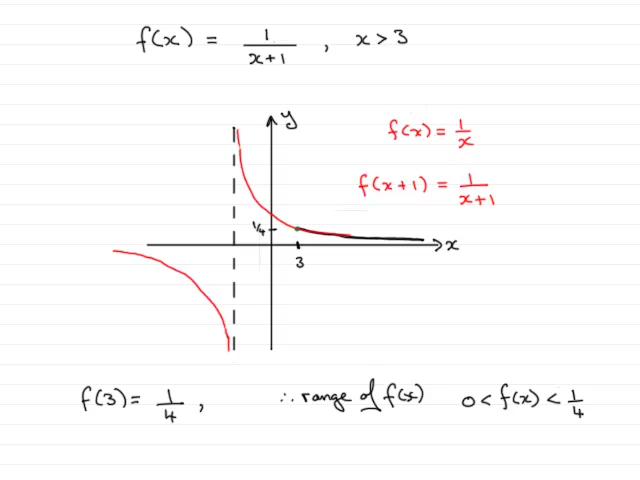 f(x) = 1/(x+1) , x > 3
y
f(x) = 1/x
f(x+1) = 1/(x+1)
1/4
x
3
f(3) = 1/4 , ∴ range of f(x) 0 < f(x) < 1/4